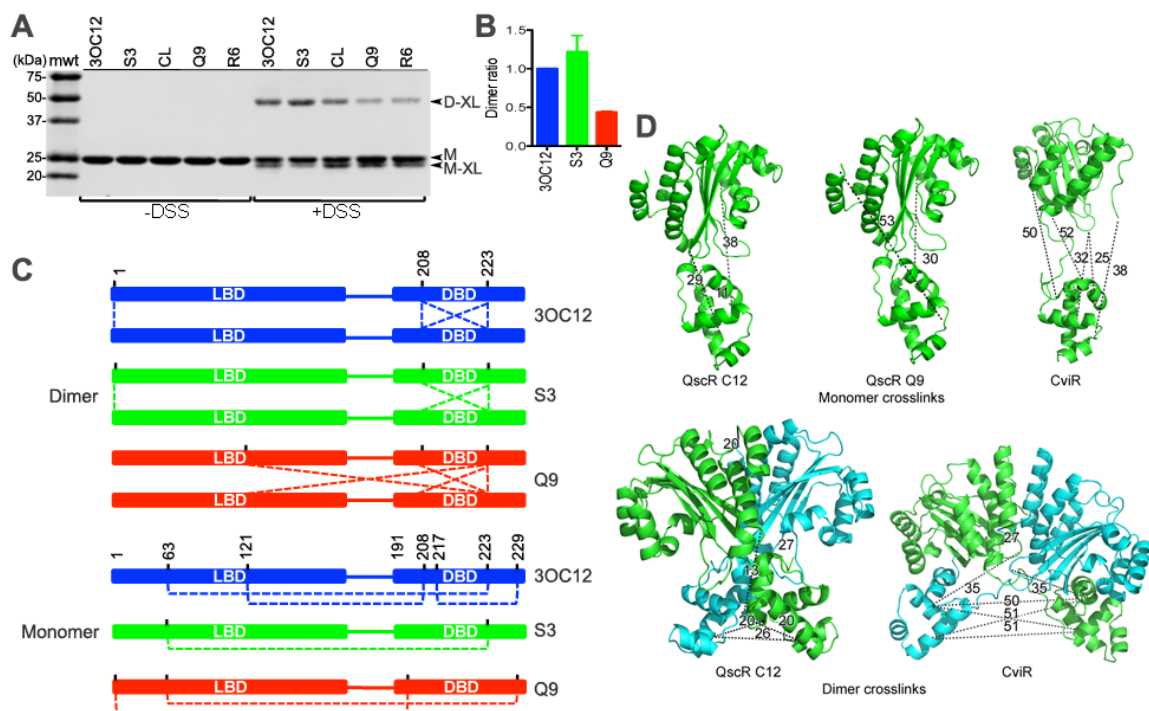 A
(kDa) mwt 3OC12 S3 CL Q9 R6 3OC12 S3 CL Q9 R6
75-
50-
37-
25-
20-
D-XL
M
M-XL
-DSS +DSS
B
Dimer ratio
1.5
1.0
0.5
0.0
3OC12 S3 Q9
C
1 208 223
LBD DBD
LBD DBD
3OC12
Dimer
LBD DBD
LBD DBD
S3
LBD DBD
LBD DBD
Q9
1 63 121 191 208 217 223 229
LBD DBD 3OC12
Monomer LBD DBD S3
LBD DBD Q9
D
38
29 11
QscR C12
53
30
QscR Q9
50 52 32 25 38
CviR
Monomer crosslinks
20
27
13
20 20
26
QscR C12
27
35 35
50
51
51
CviR
Dimer crosslinks